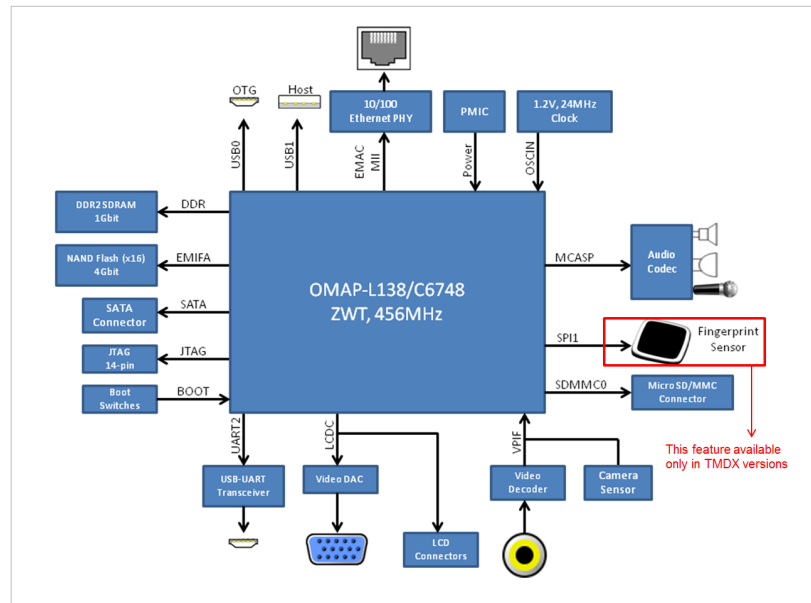 OTG
Host
10/100
Ethernet PHY
PMIC
1.2V, 24MHz
Clock
USB0
USB1
EMAC
MII
Power
OSCIN
DDR2 SDRAM
1Gbit
DDR
NAND Flash (x16)
4Gbit
EMIFA
SATA
Connector
SATA
JTAG
14-pin
JTAG
Boot
Switches
BOOT
OMAP-L138/C6748
ZWT, 456MHz
MCASP
Audio
Codec
SPI1
Fingerprint
Sensor
SDMMC0
MicroSD/MMC
Connector
This feature available
only in TMDX versions
UART2
LCDC
VPIF
USB-UART
Transceiver
Video DAC
LCD
Connectors
Video
Decoder
Camera
Sensor